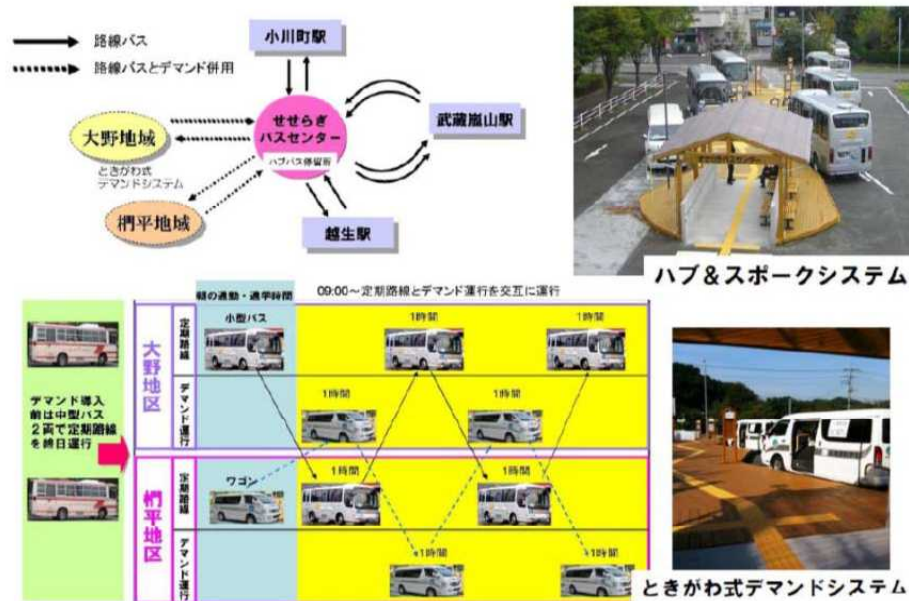 路線バス
路線バスとデマンド併用
小川町駅
せせらぎ
バスセンター
ハブバス停留所
武蔵嵐山駅
大野地域
ときがわ式
デマンドシステム
椚平地域
越生駅
せせらぎバスセンター
ハブ&スポークシステム
朝の通勤・通学時間
09:00～定期路線とデマンド運行を交互に運行
デマンド導入
前は中型バス
2両で定期路線
を終日運行
大野地区
定期路線
小型バス
1時間
1時間
デマンド運行
1時間
1時間
椚平地区
定期路線
ワゴン
1時間
1時間
デマンド運行
1時間
1時間
ときがわ式デマンドシステム